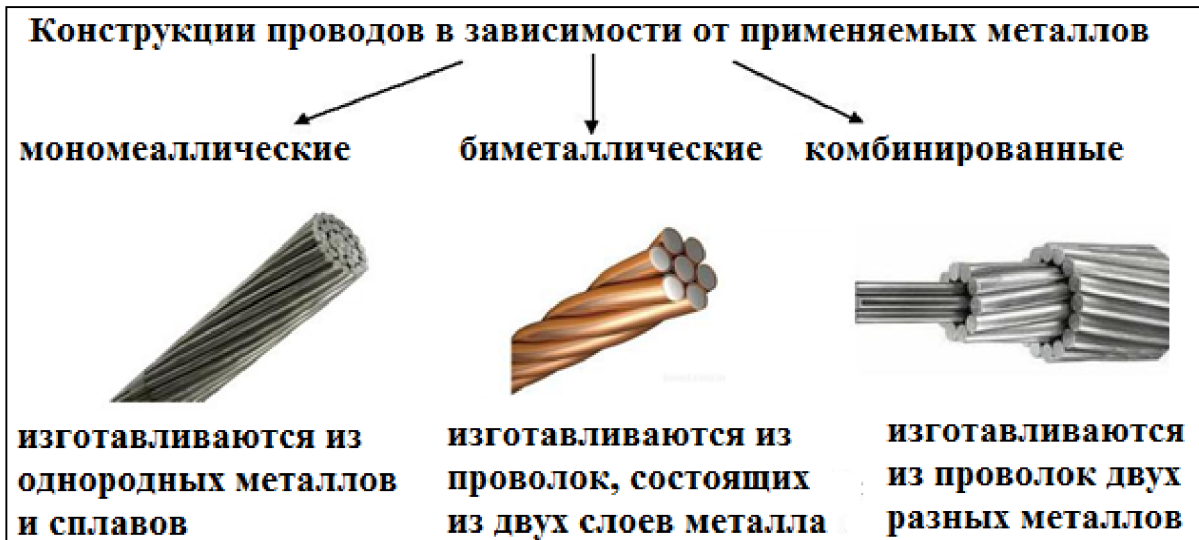 Конструкции проводов в зависимости от применяемых металлов
мономеаллические
биметаллические
комбинированные
изготавливаются из
однородных металлов
и сплавов
изготавливаются из
проволок, состоящих
из двух слоев металла
изготавливаются
из проволок двух
разных металлов